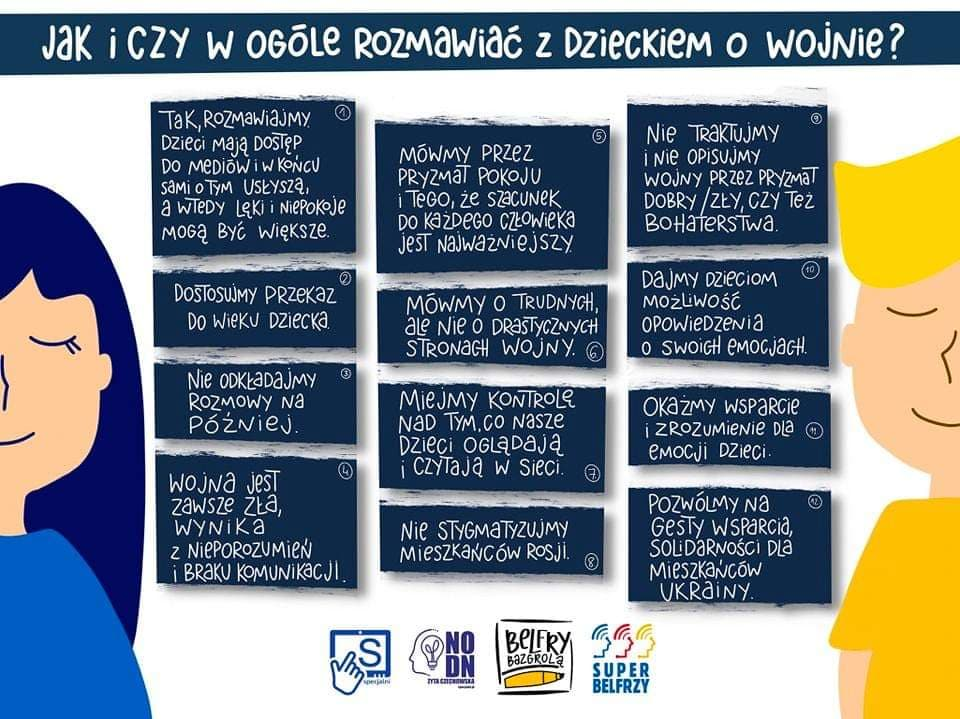 Jak i czy w ogóle rozmawiać z dzieckiem o wojnie?
1
Tak, rozmawiajmy.
Dzieci mają dostęp
do mediów i w końcu
sami o tym usłyszą,
a wtedy lęki i niepokoje
mogą być większe.
2
Dostosujmy przekaz
do wieku dziecka.
3
Nie odkładajmy
rozmowy na
później.
4
Wojna jest
zawsze zła,
wynika
z nieporozumień
i braku komunikacji.
5
Mówmy przez
pryzmat pokoju
i tego, że szacunek
do każdego człowieka
jest najważniejszy.
Mówmy o trudnych,
ale nie o drastycznych
stronach wojny.
6
Miejmy kontrolę
nad tym, co nasze
dzieci oglądają
i czytają w sieci.
7
Nie stygmatyzujmy
mieszkańców Rosji.
8
9
Nie traktujmy
i nie opisujmy
wojny przez pryzmat
dobry/zły, czy też
bohaterstwa.
10
Dajmy dzieciom
możliwość
opowiedzenia
o swoich emocjach.
Okażmy wsparcie
i zrozumienie dla
emocji dzieci.
11
12
Pozwólmy na
gesty wsparcia,
solidarności dla
mieszkańców
Ukrainy.
S
specjalni
NO
DN
ZYTA CZECHOWSKA
BELFRY
BAZGROLĄ
SUPER
BELFRZY